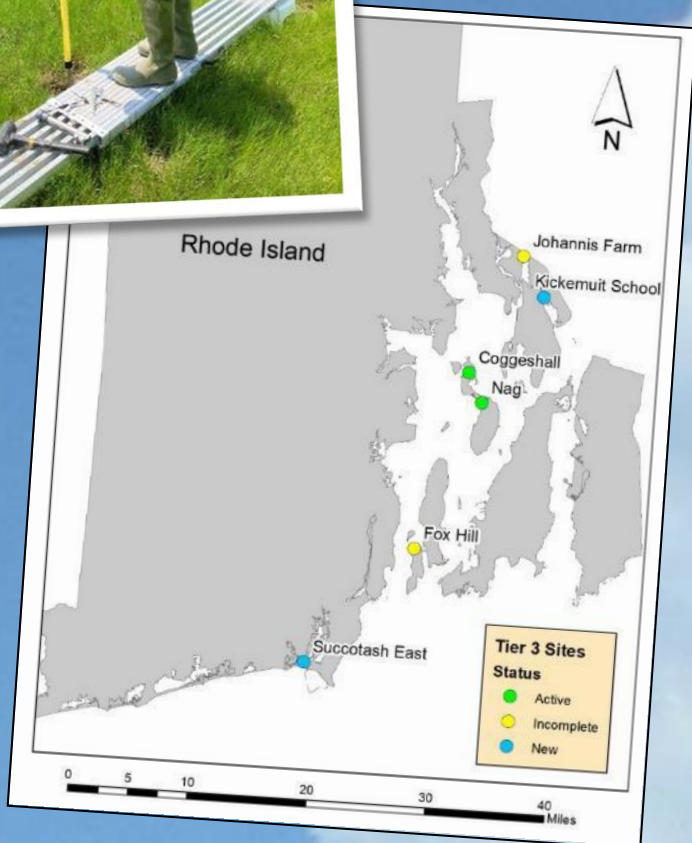 N
Rhode Island
Johannis Farm
Kickemuit School
Coggeshall
Nag
Fox Hill
Succotash East
Tier 3 Sites
Status
Active
Incomplete
New
0 5 10 20 30 40
Miles